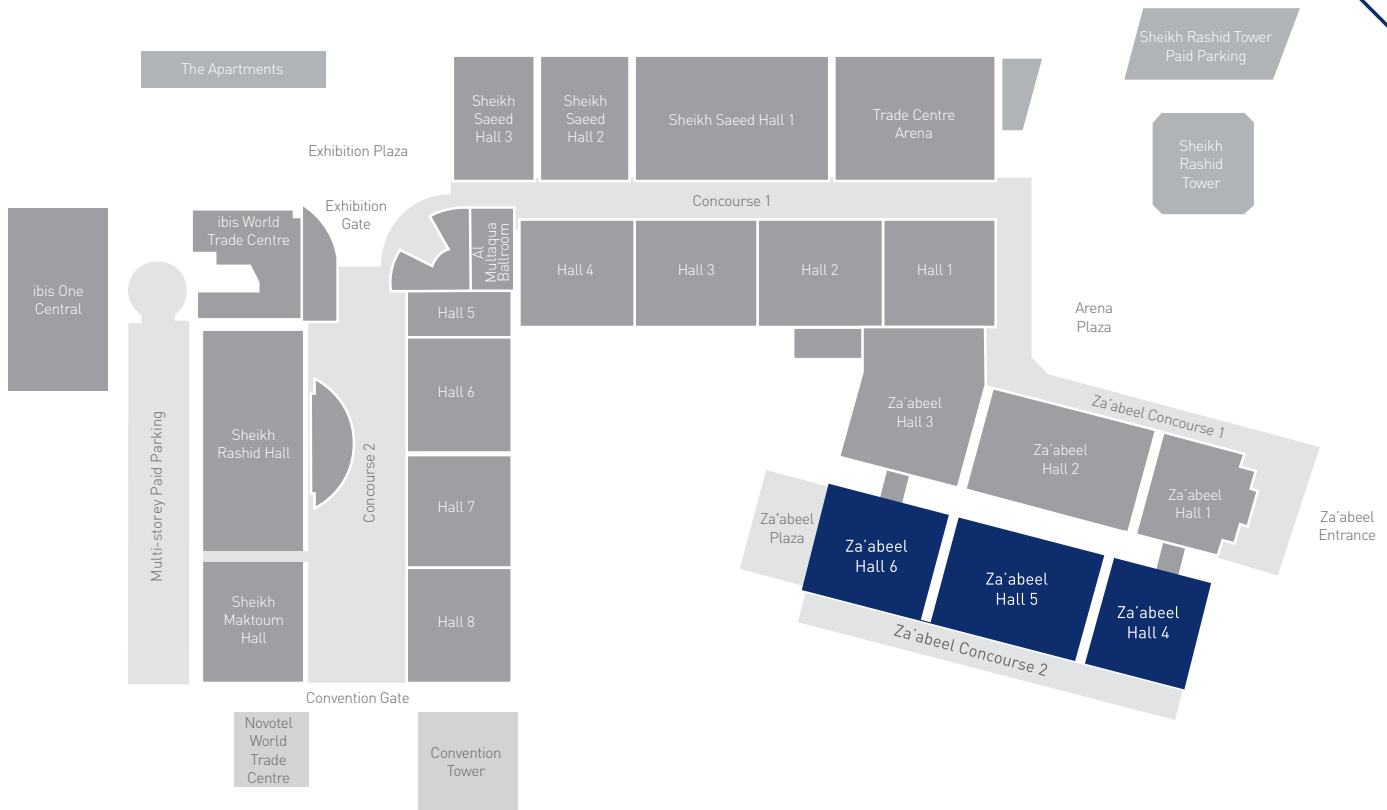 Sheikh Rashid Tower
Paid Parking
The Apartments
Sheikh
Saeed
Hall 3
Sheikh
Saeed
Hall 2
Sheikh Saeed Hall 1
Trade Centre
Arena
Sheikh
Rashid
Tower
Exhibition Plaza
Exhibition
Gate
Concourse 1
ibis World
Trade Centre
Al
Multaqua
Ballroom
Hall 4
Hall 3
Hall 2
Hall 1
ibis One
Central
Hall 5
Arena
Plaza
Hall 6
Za'abeel
Hall 3
Za'abeel Concourse 1
Sheikh
Rashid Hall
Za'abeel
Hall 2
Multi-storey Paid Parking
Concourse 2
Hall 7
Za'abeel
Hall 1
Za'abeel
Plaza
Za'abeel
Entrance
Za'abeel
Hall 6
Za'abeel
Hall 5
Za'abeel
Hall 4
Sheikh
Maktoum
Hall
Hall 8
Za'abeel Concourse 2
Convention Gate
Novotel
World
Trade
Centre
Convention
Tower